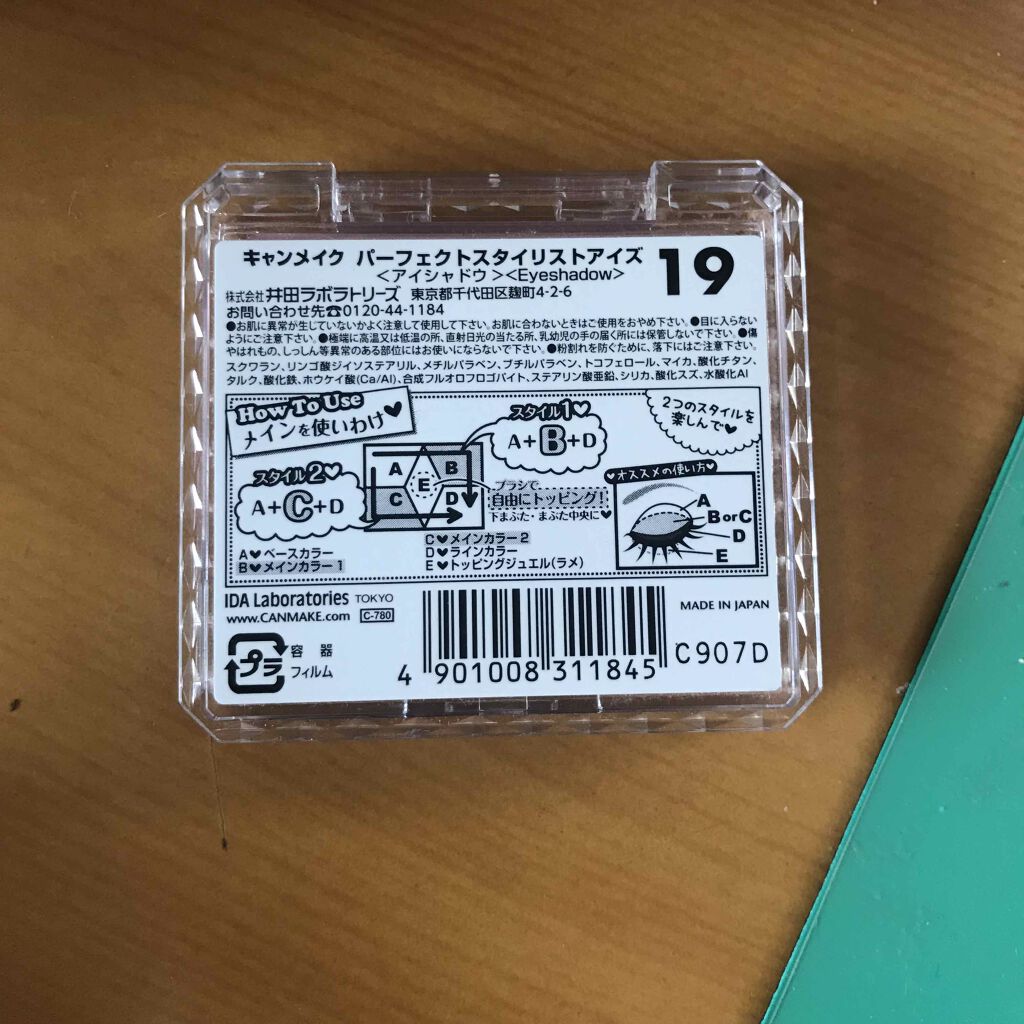 キャンメイク パーフェクトスタイリストアイズ 19
＜アイシャドウ＞＜Eyeshadow＞
株式会社 井田ラボラトリーズ 東京都千代田区麹町4-2-6
お問い合わせ先☎0120-44-1184
●お肌に異常が生じていないかよく注意して使用して下さい。お肌に合わないときはご使用をおやめ下さい。●目に入らない
ようにご注意下さい。●極端に高温又は低温の所、直射日光の当たる所、乳幼児の手の届く所には保管しないで下さい。●傷
やはれもの、しっしん等異常のある部位にはお使いにならないで下さい。●粉割れを防ぐために、落下にはご注意下さい。
スクワラン、リンゴ酸ジイソステアリル、メチルパラベン、ブチルパラベン、トコフェロール、マイカ、酸化チタン、
タルク、酸化鉄、ホウケイ酸(Ca/Al)、合成フルオロフロゴパイト、ステアリン酸亜鉛、シリカ、酸化スズ、水酸化Al
How To Use
メインを使いわけ♥
スタイル1♥
A+B+D
2つのスタイルを
楽しんで♥
スタイル2♥
A+C+D
A
B
C
D
E
ブラシで
自由にトッピング!
下まぶた・まぶた中央に♥
♥オススメの使い方♥
A
B or C
D
E
A♥ベースカラー
B♥メインカラー1
C♥メインカラー2
D♥ラインカラー
E♥トッピングジュエル(ラメ)
IDA Laboratories TOKYO
www.CANMAKE.com C-780
MADE IN JAPAN
プラ
容器
フィルム
4 901008 311845
C907D